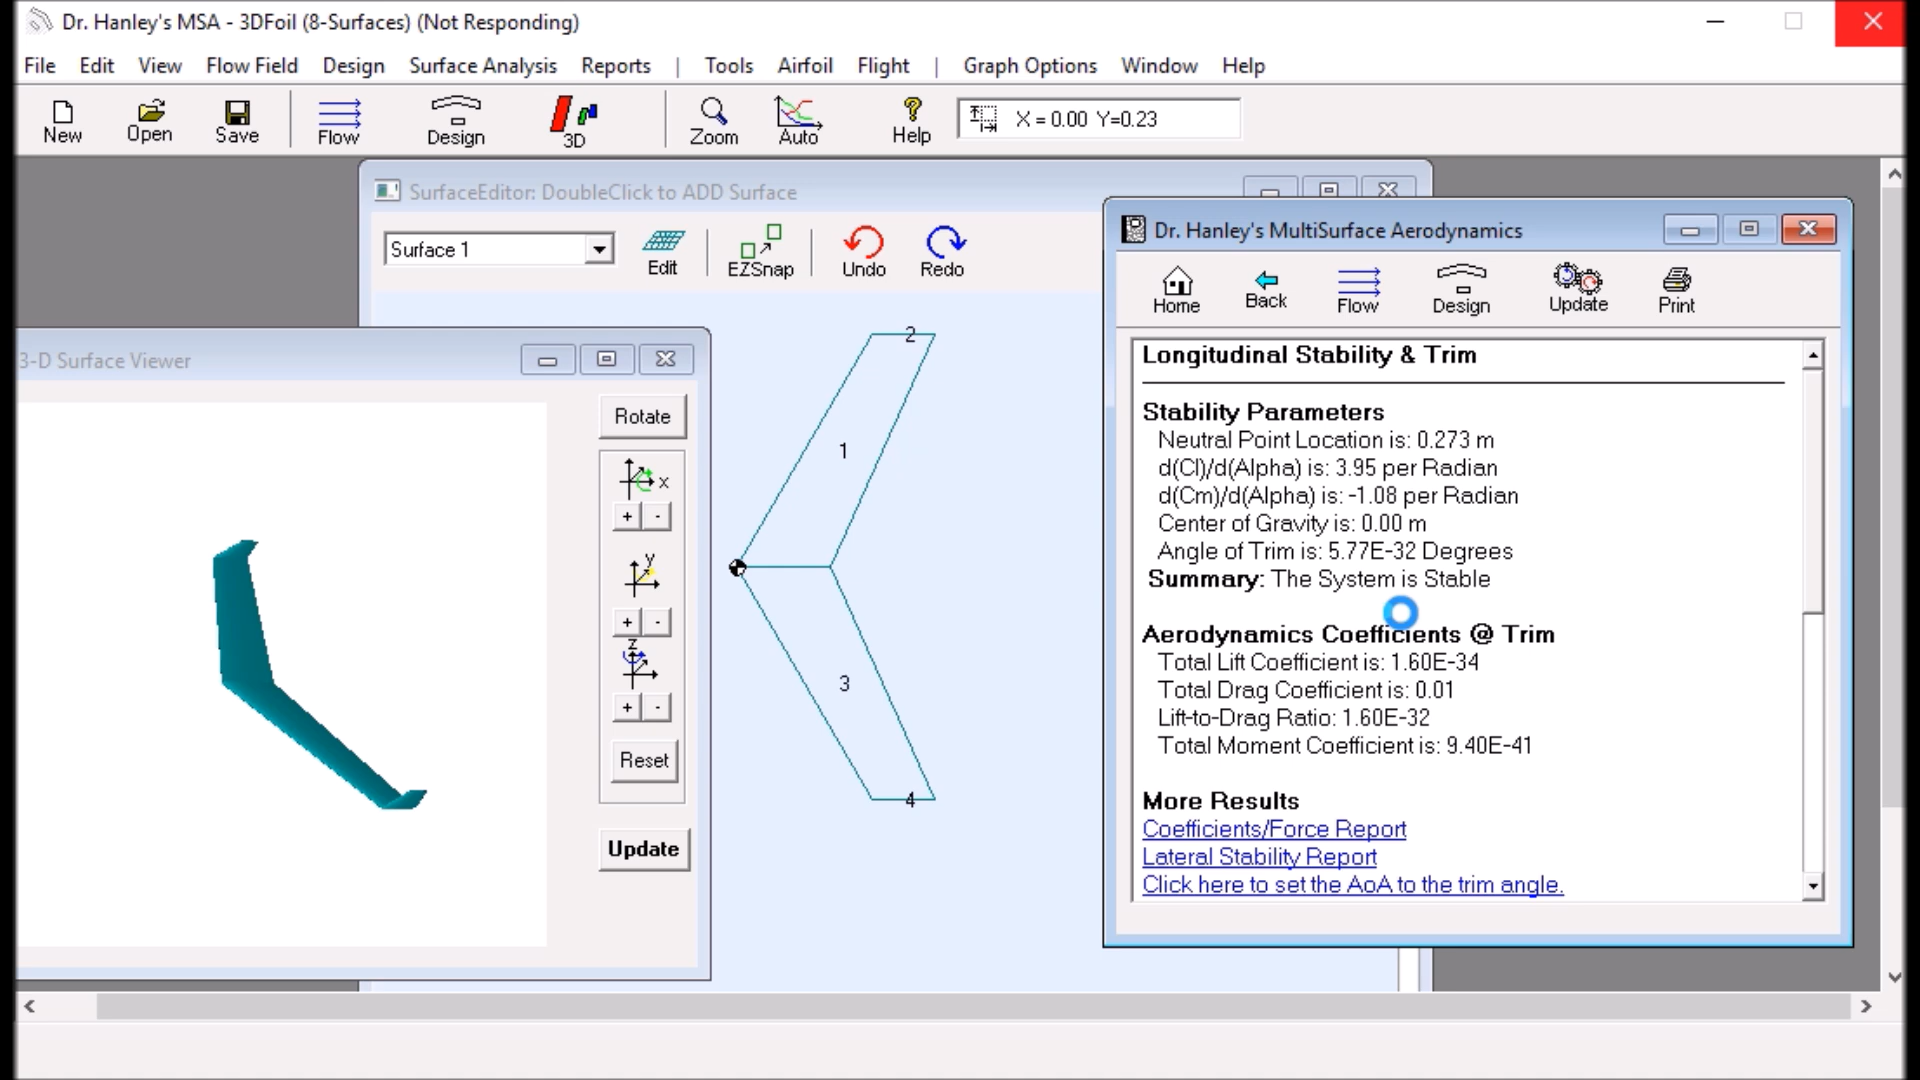 Dr. Hanley's MSA - 3DFoil (8-Surfaces) (Not Responding)
File Edit View Flow Field Design Surface Analysis Reports | Tools Airfoil Flight | Graph Options Window Help
New Open Save Flow Design 3D Zoom Auto Help X = 0.00 Y=0.23
SurfaceEditor: DoubleClick to ADD Surface
Surface 1 Edit EZSnap Undo Redo
2
1
3
4
3-D Surface Viewer
Rotate
x
+ -
y
+ -
z
+ -
Reset
Update
Dr. Hanley's MultiSurface Aerodynamics
Home Back Flow Design Update Print
Longitudinal Stability & Trim
Stability Parameters
Neutral Point Location is: 0.273 m
d(Cl)/d(Alpha) is: 3.95 per Radian
d(Cm)/d(Alpha) is: -1.08 per Radian
Center of Gravity is: 0.00 m
Angle of Trim is: 5.77E-32 Degrees
Summary: The System is Stable
Aerodynamics Coefficients @ Trim
Total Lift Coefficient is: 1.60E-34
Total Drag Coefficient is: 0.01
Lift-to-Drag Ratio: 1.60E-32
Total Moment Coefficient is: 9.40E-41
More Results
Coefficients/Force Report
Lateral Stability Report
Click here to set the AoA to the trim angle.